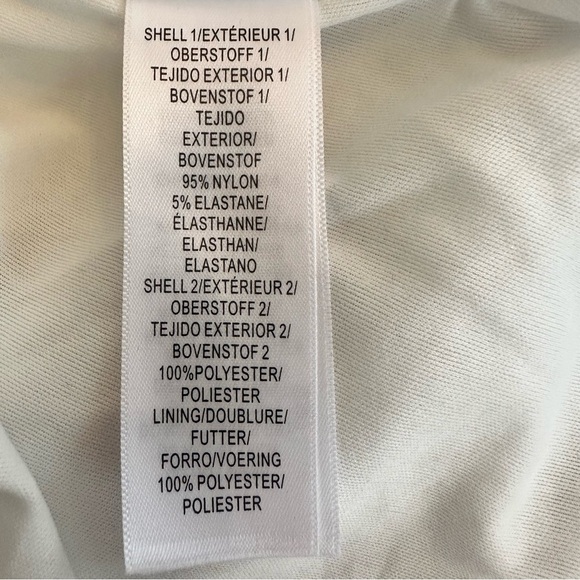 SHELL 1/EXTÉRIEUR 1/
OBERSTOFF 1/
TEJIDO EXTERIOR 1/
BOVENSTOF 1/
TEJIDO
EXTERIOR/
BOVENSTOF
95% NYLON
5% ELASTANE/
ÉLASTHANNE/
ELASTHAN/
ELASTANO
SHELL 2/EXTÉRIEUR 2/
OBERSTOFF 2/
TEJIDO EXTERIOR 2/
BOVENSTOF 2
100%POLYESTER/
POLIESTER
LINING/DOUBLURE/
FUTTER/
FORRO/VOERING
100% POLYESTER/
POLIESTER